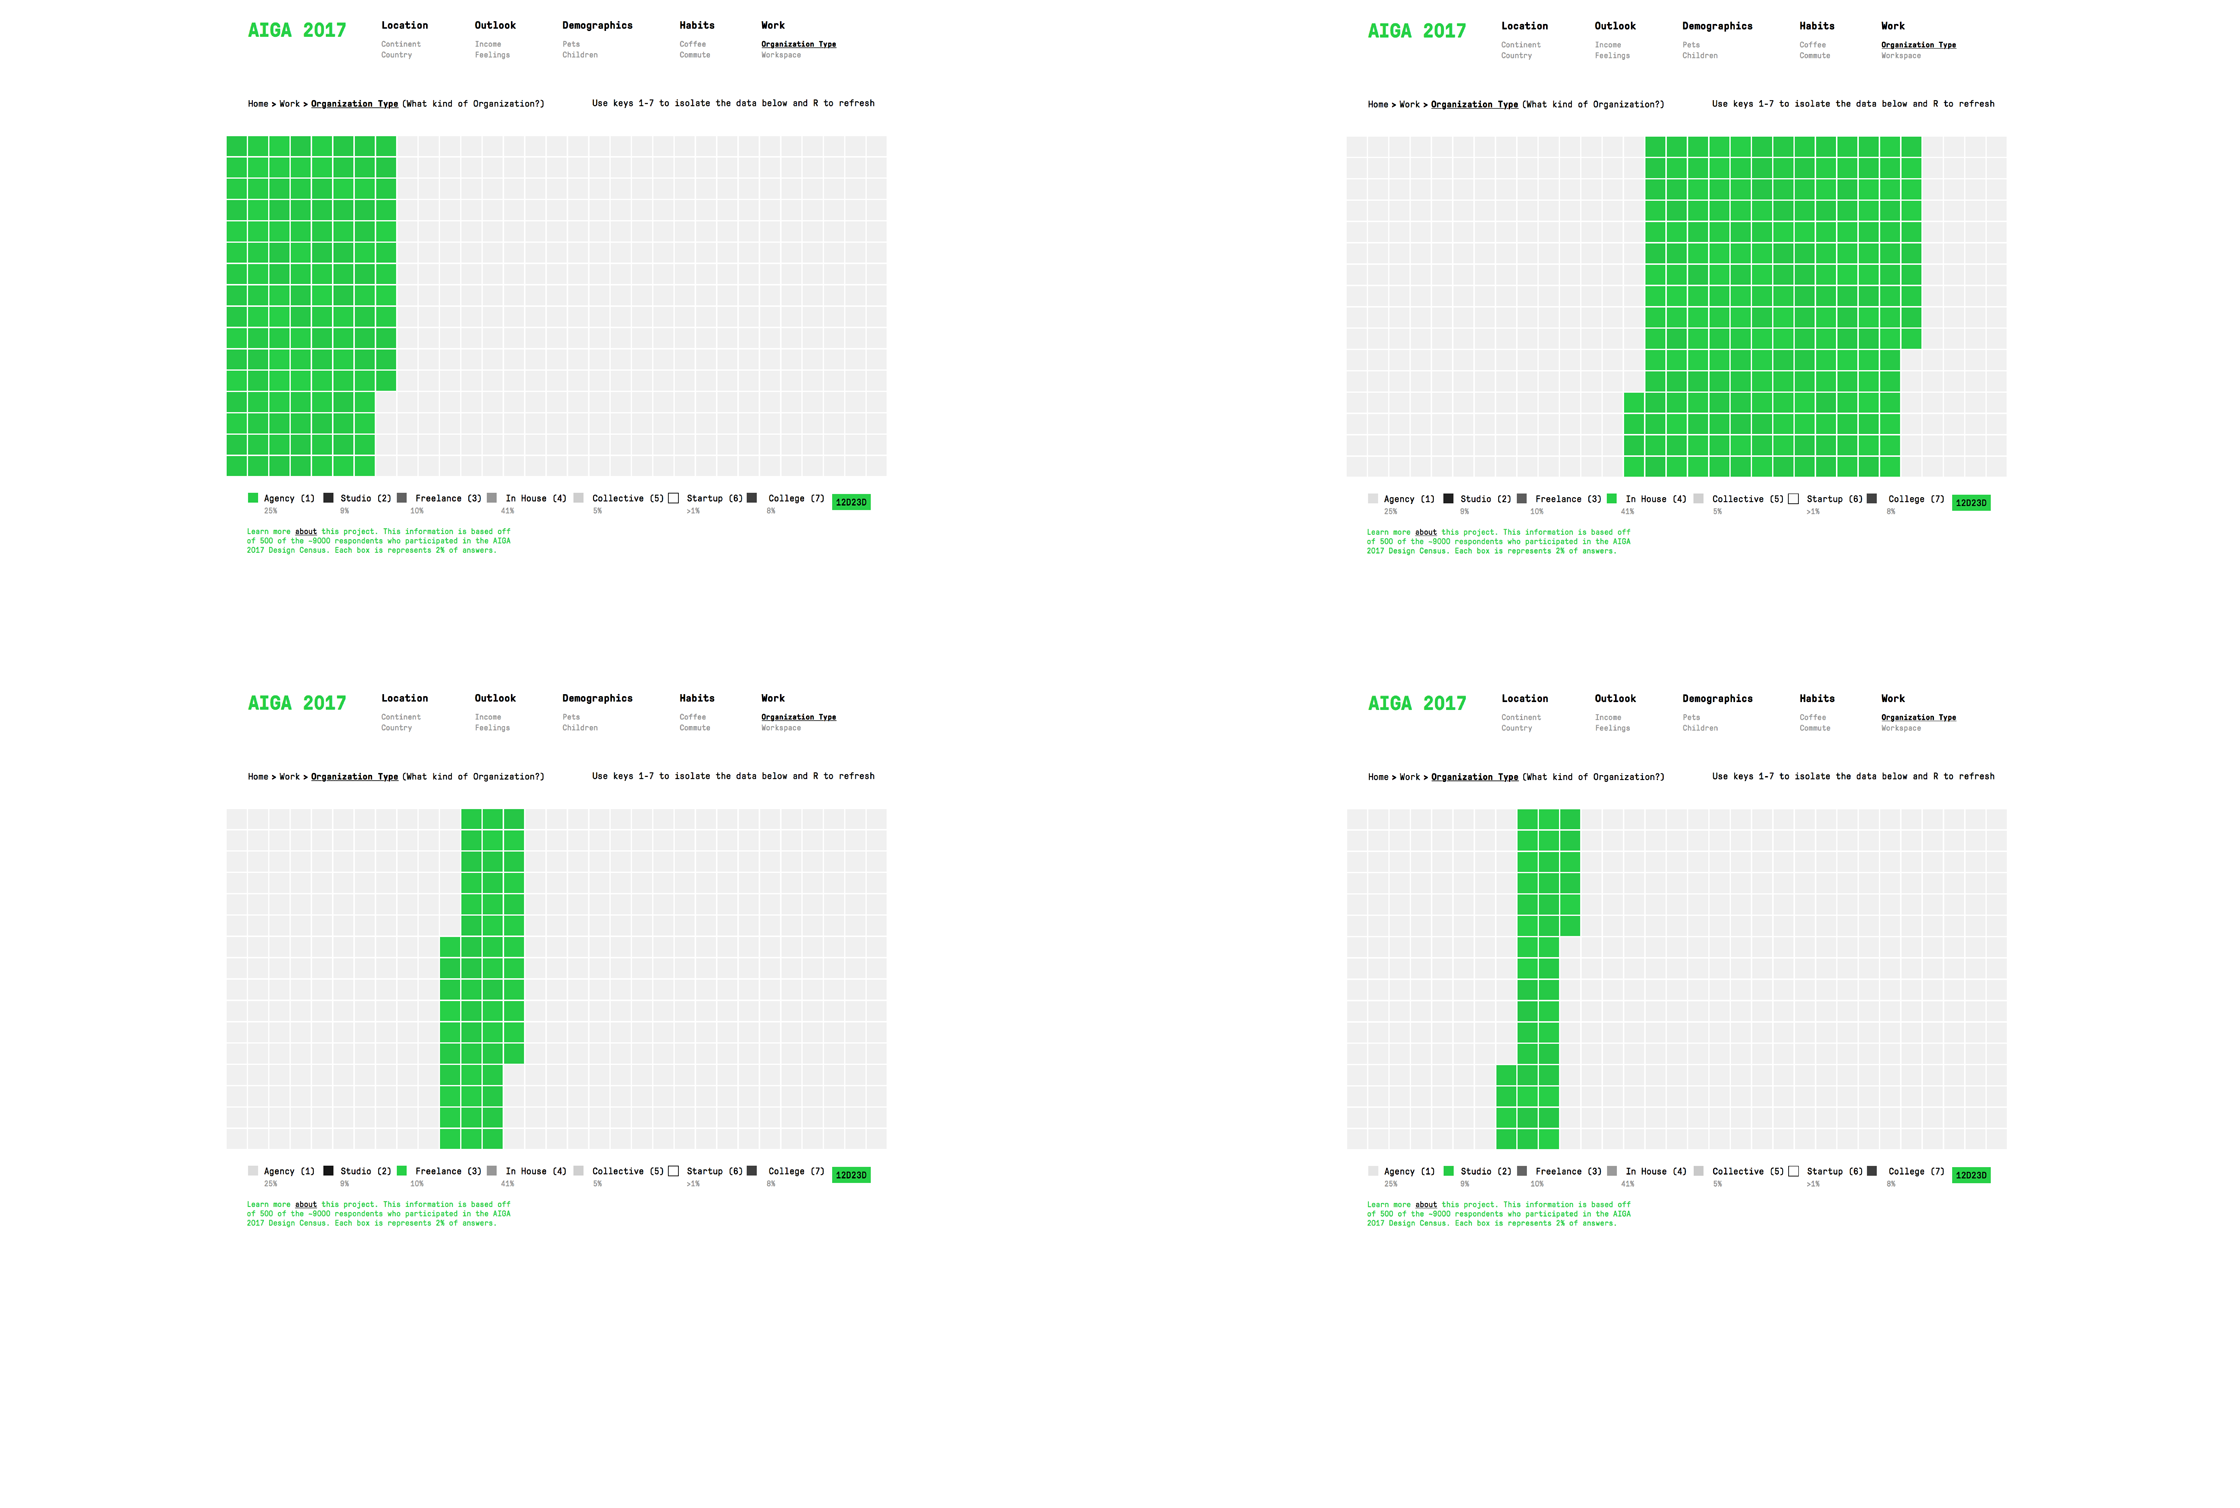 AIGA 2017 Location Outlook Demographics Habits Work
Continent Income Pets Coffee Organization Type
Country Feelings Children Commute Workspace
Home > Work > Organization Type (What kind of Organization?) Use keys 1-7 to isolate the data below and R to refresh
Agency (1) Studio (2) Freelance (3) In House (4) Collective (5) Startup (6) College (7) 12D23D
25% 9% 10% 41% 5% >1% 8%
Learn more about this project. This information is based off
of 500 of the ~9000 respondents who participated in the AIGA
2017 Design Census. Each box is represents 2% of answers.
AIGA 2017 Location Outlook Demographics Habits Work
Continent Income Pets Coffee Organization Type
Country Feelings Children Commute Workspace
Home > Work > Organization Type (What kind of Organization?) Use keys 1-7 to isolate the data below and R to refresh
Agency (1) Studio (2) Freelance (3) In House (4) Collective (5) Startup (6) College (7) 12D23D
25% 9% 10% 41% 5% >1% 8%
Learn more about this project. This information is based off
of 500 of the ~9000 respondents who participated in the AIGA
2017 Design Census. Each box is represents 2% of answers.
AIGA 2017 Location Outlook Demographics Habits Work
Continent Income Pets Coffee Organization Type
Country Feelings Children Commute Workspace
Home > Work > Organization Type (What kind of Organization?) Use keys 1-7 to isolate the data below and R to refresh
Agency (1) Studio (2) Freelance (3) In House (4) Collective (5) Startup (6) College (7) 12D23D
25% 9% 10% 41% 5% >1% 8%
Learn more about this project. This information is based off
of 500 of the ~9000 respondents who participated in the AIGA
2017 Design Census. Each box is represents 2% of answers.
AIGA 2017 Location Outlook Demographics Habits Work
Continent Income Pets Coffee Organization Type
Country Feelings Children Commute Workspace
Home > Work > Organization Type (What kind of Organization?) Use keys 1-7 to isolate the data below and R to refresh
Agency (1) Studio (2) Freelance (3) In House (4) Collective (5) Startup (6) College (7) 12D23D
25% 9% 10% 41% 5% >1% 8%
Learn more about this project. This information is based off
of 500 of the ~9000 respondents who participated in the AIGA
2017 Design Census. Each box is represents 2% of answers.